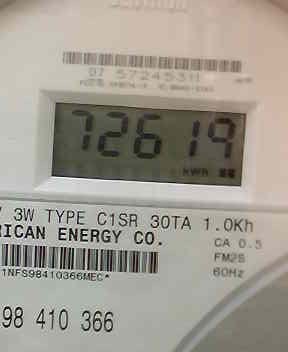 07 57245311
72619
kWh
3W TYPE C1SR 30TA 1.0Kh
RICAN ENERGY CO.
CA 0.5
FM2S
60Hz
1NFS98410366MEC*
98 410 366